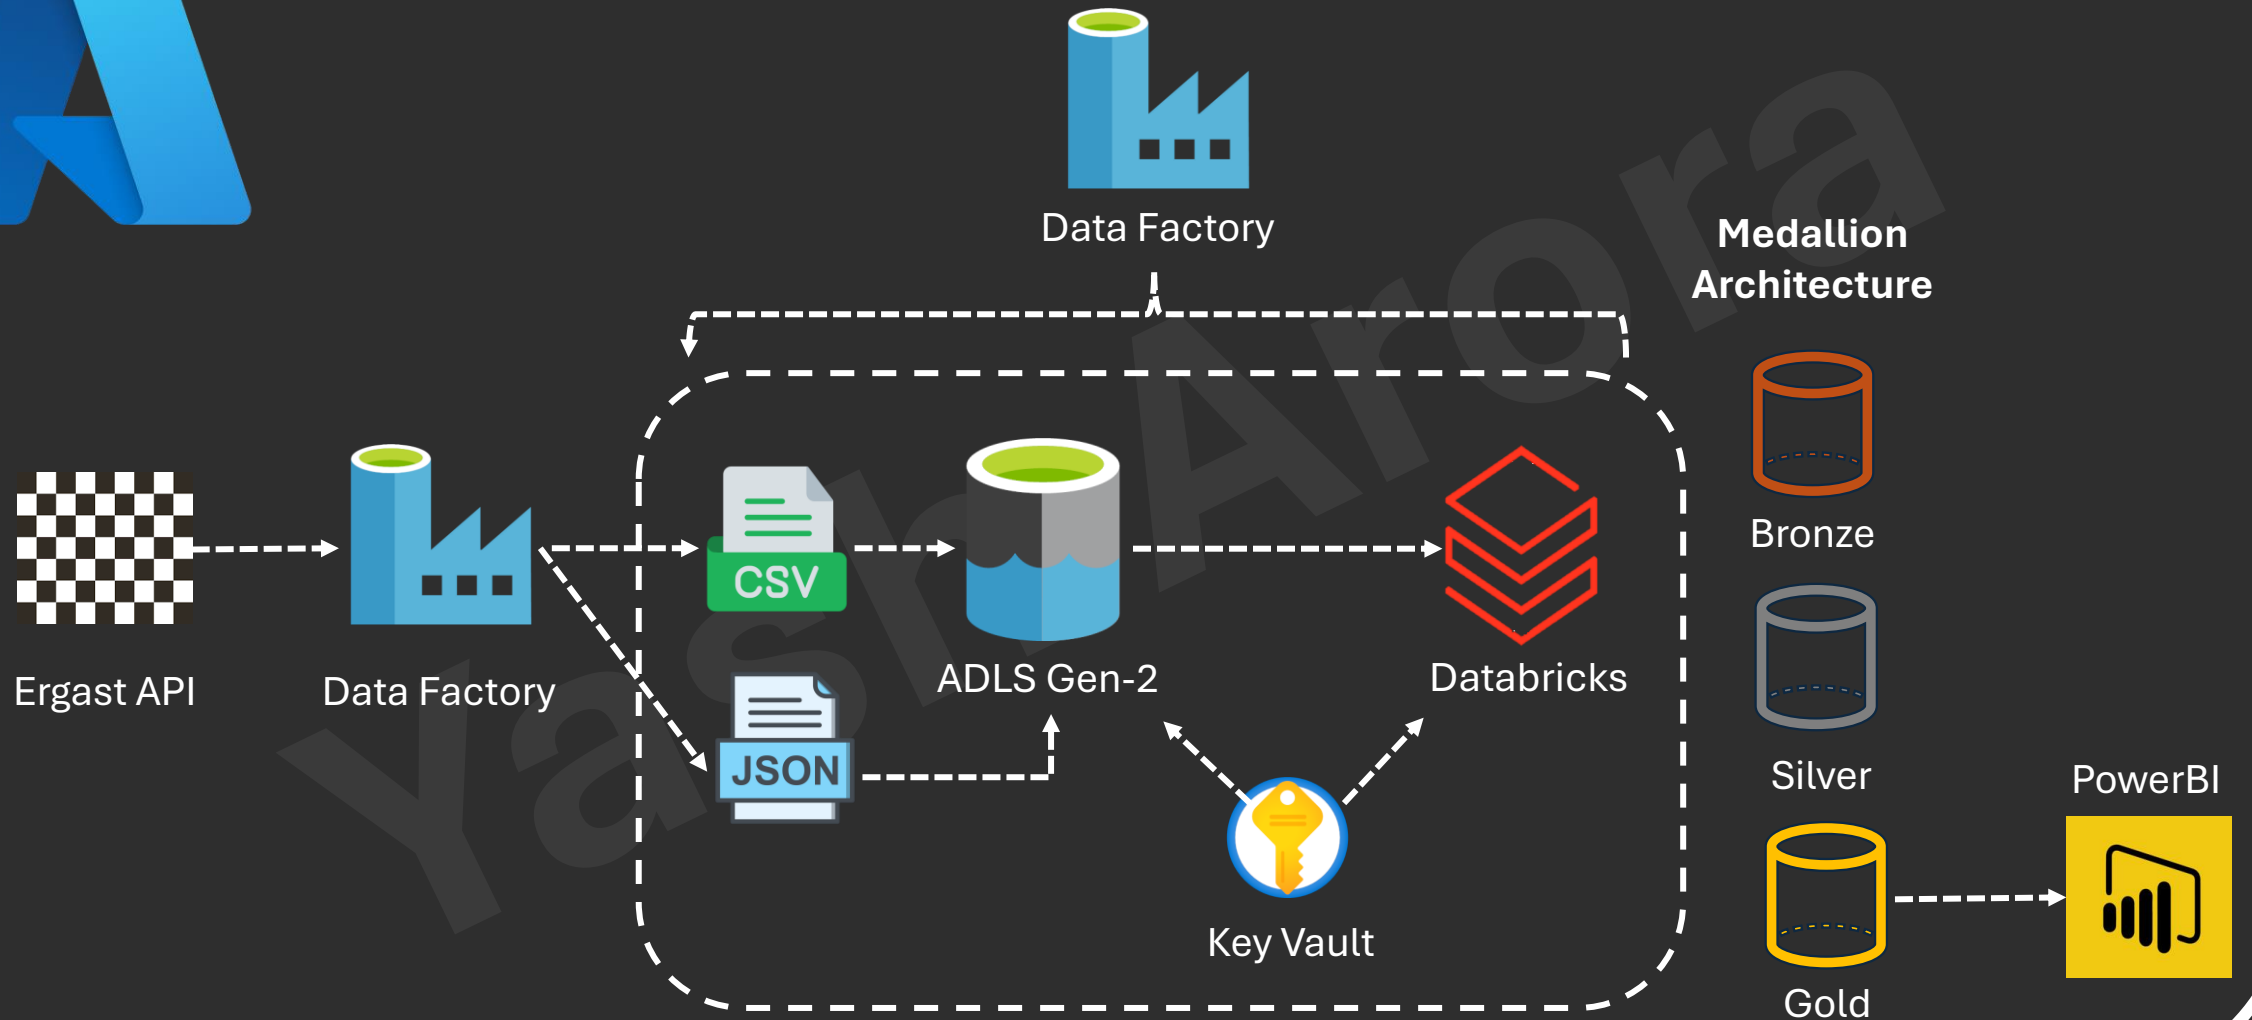 Data Factory
Medallion
Architecture
Bronze
Ergast API
Data Factory
CSV
ADLS Gen-2
Databricks
JSON
Silver
PowerBI
Key Vault
Gold
Yash Arora